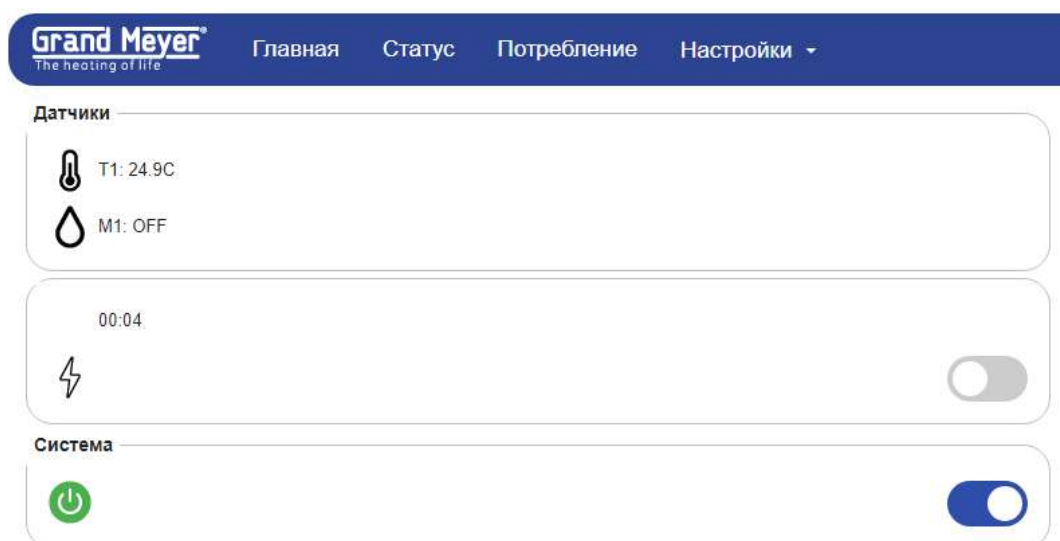 Grand Meyer®
The heating of life
Главная Статус Потребление Настройки
Датчики
T1: 24.9C
M1: OFF
00:04
Система